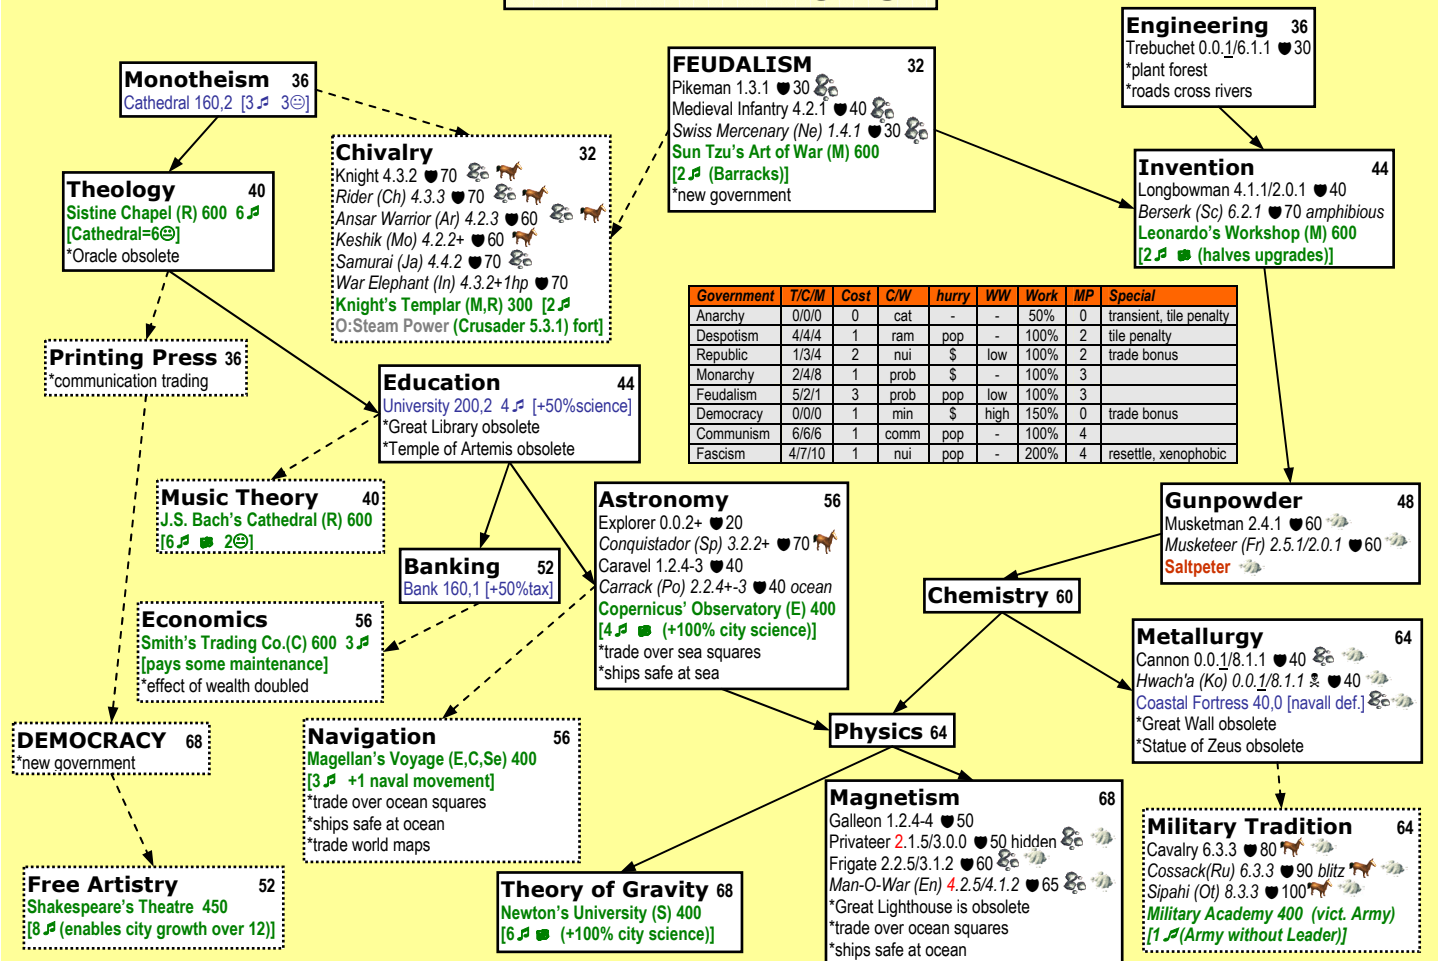 Monotheism 36
Cathedral 160,2 [3 3]
FEUDALISM 32
Pikeman 1.3.1 30
Medieval Infantry 4.2.1 40
Swiss Mercenary (Ne) 1.4.1 30
Sun Tzu's Art of War (M) 600
[2 (Barracks)]
*new government
Engineering 36
Trebuchet 0.0.1/6.1.1 30
*plant forest
*roads cross rivers
Chivalry 32
Knight 4.3.2 70
Rider (Ch) 4.3.3 70
Ansar Warrior (Ar) 4.2.3 60
Keshik (Mo) 4.2.2+ 60
Samurai (Ja) 4.4.2 70
War Elephant (In) 4.3.2+1hp 70
Knight's Templar (M,R) 300 [2
O:Steam Power (Crusader 5.3.1) fort]
Theology 40
Sistine Chapel (R) 600 6
[Cathedral=6]
*Oracle obsolete
Invention 44
Longbowman 4.1.1/2.0.1 40
Berserk (Sc) 6.2.1 70 amphibious
Leonardo's Workshop (M) 600
[2 (halves upgrades)]
Government T/C/M Cost C/W hurry WW Work MP Special
Anarchy 0/0/0 0 cat - - 50% 0 transient, tile penalty
Despotism 4/4/4 1 ram pop - 100% 2 tile penalty
Republic 1/3/4 2 nui $ low 100% 2 trade bonus
Monarchy 2/4/8 1 prob $ - 100% 3
Feudalism 5/2/1 3 prob pop low 100% 3
Democracy 0/0/0 1 min $ high 150% 0 trade bonus
Communism 6/6/6 1 comm pop - 100% 4
Fascism 4/7/10 1 nui pop - 200% 4 resettle, xenophobic
Printing Press 36
*communication trading
Education 44
University 200,2 4 [+50%science]
*Great Library obsolete
*Temple of Artemis obsolete
Music Theory 40
J.S. Bach's Cathedral (R) 600
[6 2]
Banking 52
Bank 160,1 [+50%tax]
Astronomy 56
Explorer 0.0.2+ 20
Conquistador (Sp) 3.2.2+ 70
Caravel 1.2.4-3 40
Carrack (Po) 2.2.4+-3 40 ocean
Copernicus' Observatory (E) 400
[4 (+100% city science)]
*trade over sea squares
*ships safe at sea
Gunpowder 48
Musketman 2.4.1 60
Musketeer (Fr) 2.5.1/2.0.1 60
Saltpeter
Economics 56
Smith's Trading Co.(C) 600 3
[pays some maintenance]
*effect of wealth doubled
Chemistry 60
Metallurgy 64
Cannon 0.0.1/8.1.1 40
Hwach'a (Ko) 0.0.1/8.1.1 40
Coastal Fortress 40,0 [navall def.]
*Great Wall obsolete
*Statue of Zeus obsolete
DEMOCRACY 68
*new government
Navigation 56
Magellan's Voyage (E,C,Se) 400
[3 +1 naval movement]
*trade over ocean squares
*ships safe at ocean
*trade world maps
Physics 64
Magnetism 68
Galleon 1.2.4-4 50
Privateer 2.1.5/3.0.0 50 hidden
Frigate 2.2.5/3.1.2 60
Man-O-War (En) 4.2.5/4.1.2 65
*Great Lighthouse is obsolete
*trade over ocean squares
*ships safe at ocean
Military Tradition 64
Cavalry 6.3.3 80
Cossack(Ru) 6.3.3 90 blitz
Sipahi (Ot) 8.3.3 100
Military Academy 400 (vict. Army)
[1 (Army without Leader)]
Free Artistry 52
Shakespeare's Theatre 450
[8 (enables city growth over 12)]
Theory of Gravity 68
Newton's University (S) 400
[6 (+100% city science)]